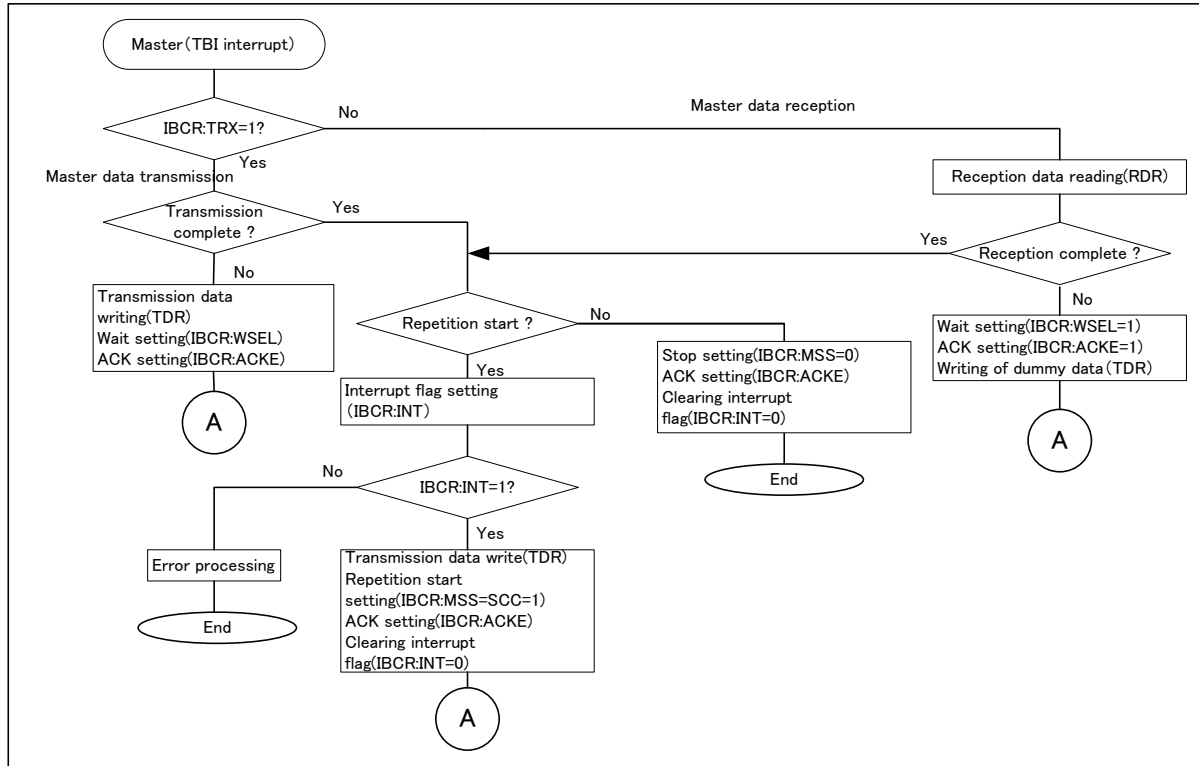 Master(TBI interrupt)
No
Master data reception
IBCR:TRX=1?
Yes
Master data transmission
Reception data reading(RDR)
Transmission
complete ?
Yes
Yes
Reception complete ?
No
No
Transmission data
writing(TDR)
Wait setting(IBCR:WSEL)
ACK setting(IBCR:ACKE)
Repetition start ?
No
Wait setting(IBCR:WSEL=1)
ACK setting(IBCR:ACKE=1)
Writing of dummy data(TDR)
Stop setting(IBCR:MSS=0)
ACK setting(IBCR:ACKE)
Clearing interrupt
flag(IBCR:INT=0)
Yes
Interrupt flag setting
(IBCR:INT)
A
A
No
IBCR:INT=1?
End
Yes
Error processing
Transmission data write(TDR)
Repetition start
setting(IBCR:MSS=SCC=1)
ACK setting(IBCR:ACKE)
Clearing interrupt
flag(IBCR:INT=0)
End
A